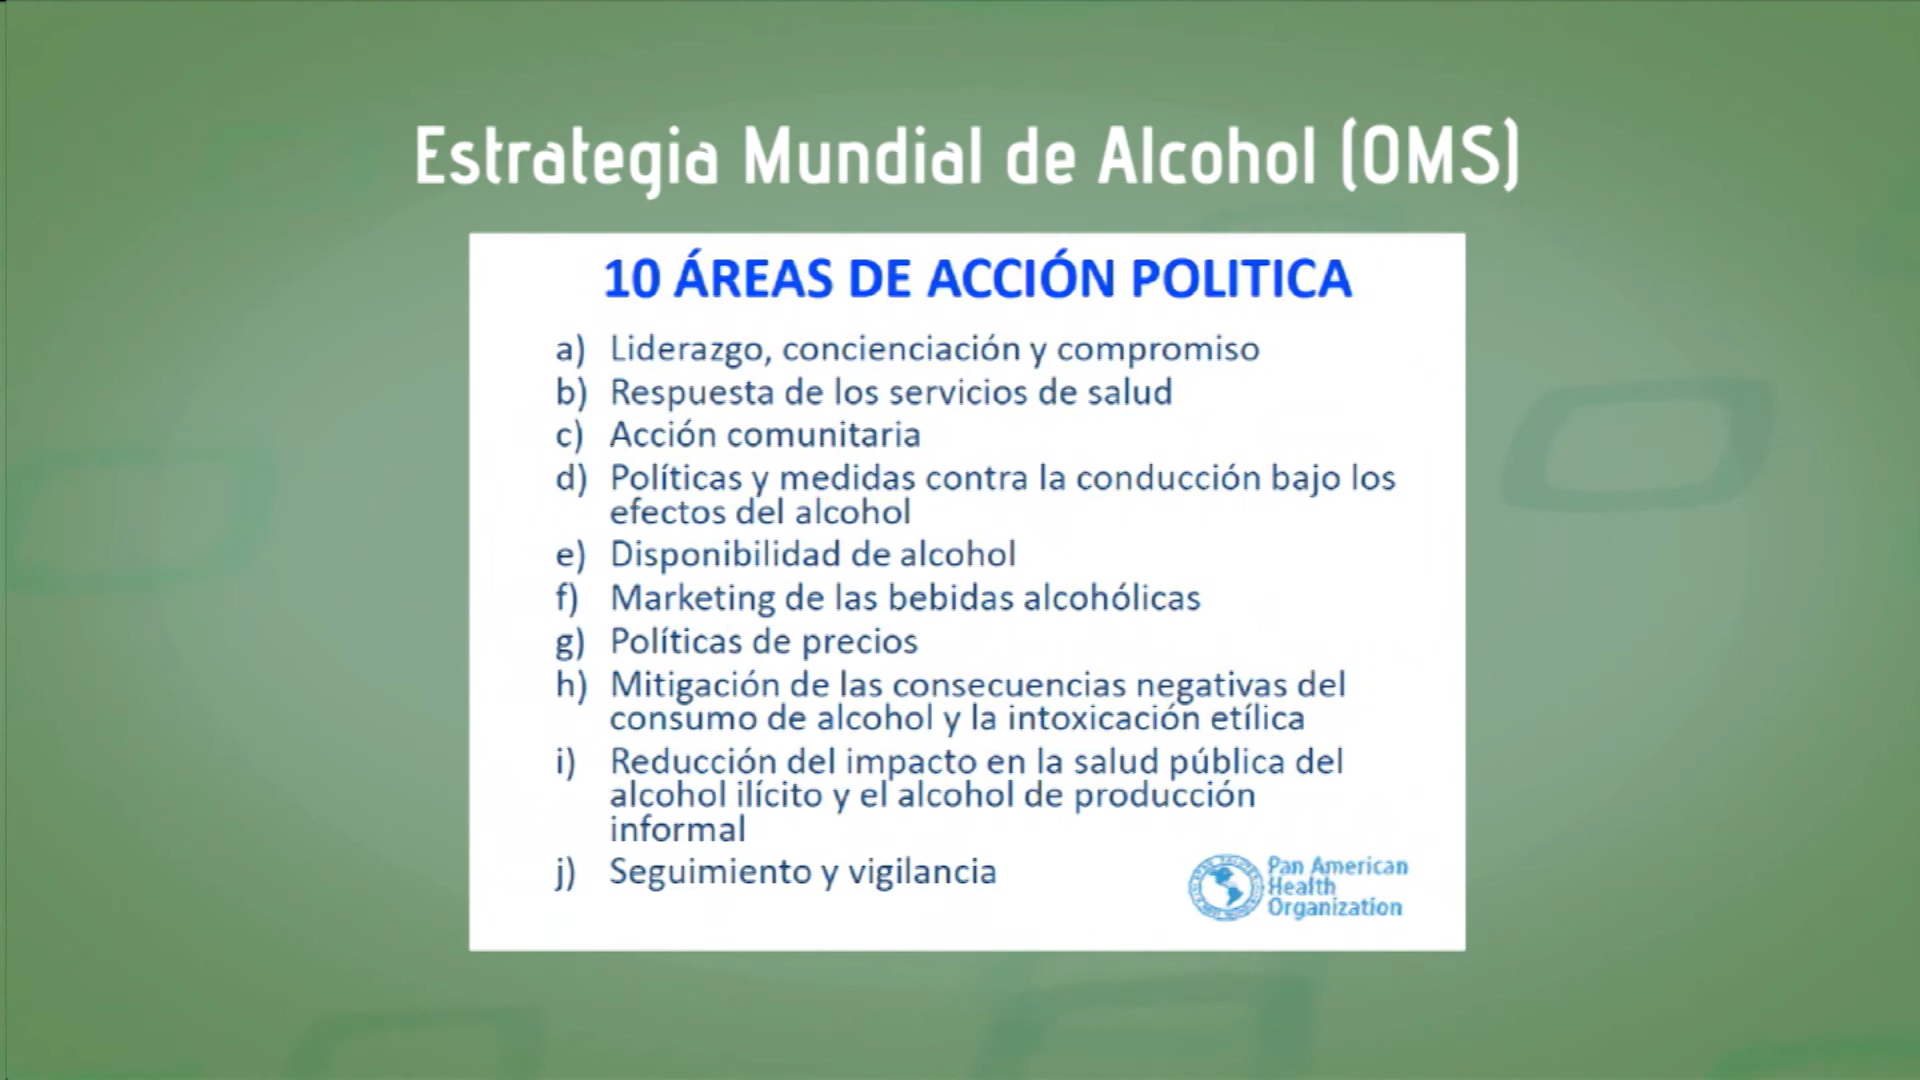 Estrategia Mundial de Alcohol (OMS)
10 ÁREAS DE ACCIÓN POLITICA
a) Liderazgo, concienciación y compromiso
b) Respuesta de los servicios de salud
c) Acción comunitaria
d) Políticas y medidas contra la conducción bajo los
efectos del alcohol
e) Disponibilidad de alcohol
f) Marketing de las bebidas alcohólicas
g) Políticas de precios
h) Mitigación de las consecuencias negativas del
consumo de alcohol y la intoxicación etílica
i) Reducción del impacto en la salud pública del
alcohol ilícito y el alcohol de producción
informal
j) Seguimiento y vigilancia
Pan American
Health
Organization